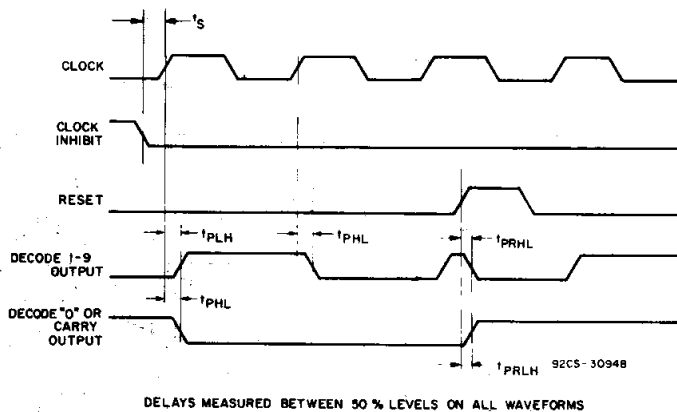 tS
CLOCK
CLOCK
INHIBIT
RESET
tPLH
tPHL
tPRHL
DECODE 1-9
OUTPUT
tPHL
DECODE "0" OR
CARRY
OUTPUT
tPRLH
92CS-30948
DELAYS MEASURED BETWEEN 50 % LEVELS ON ALL WAVEFORMS